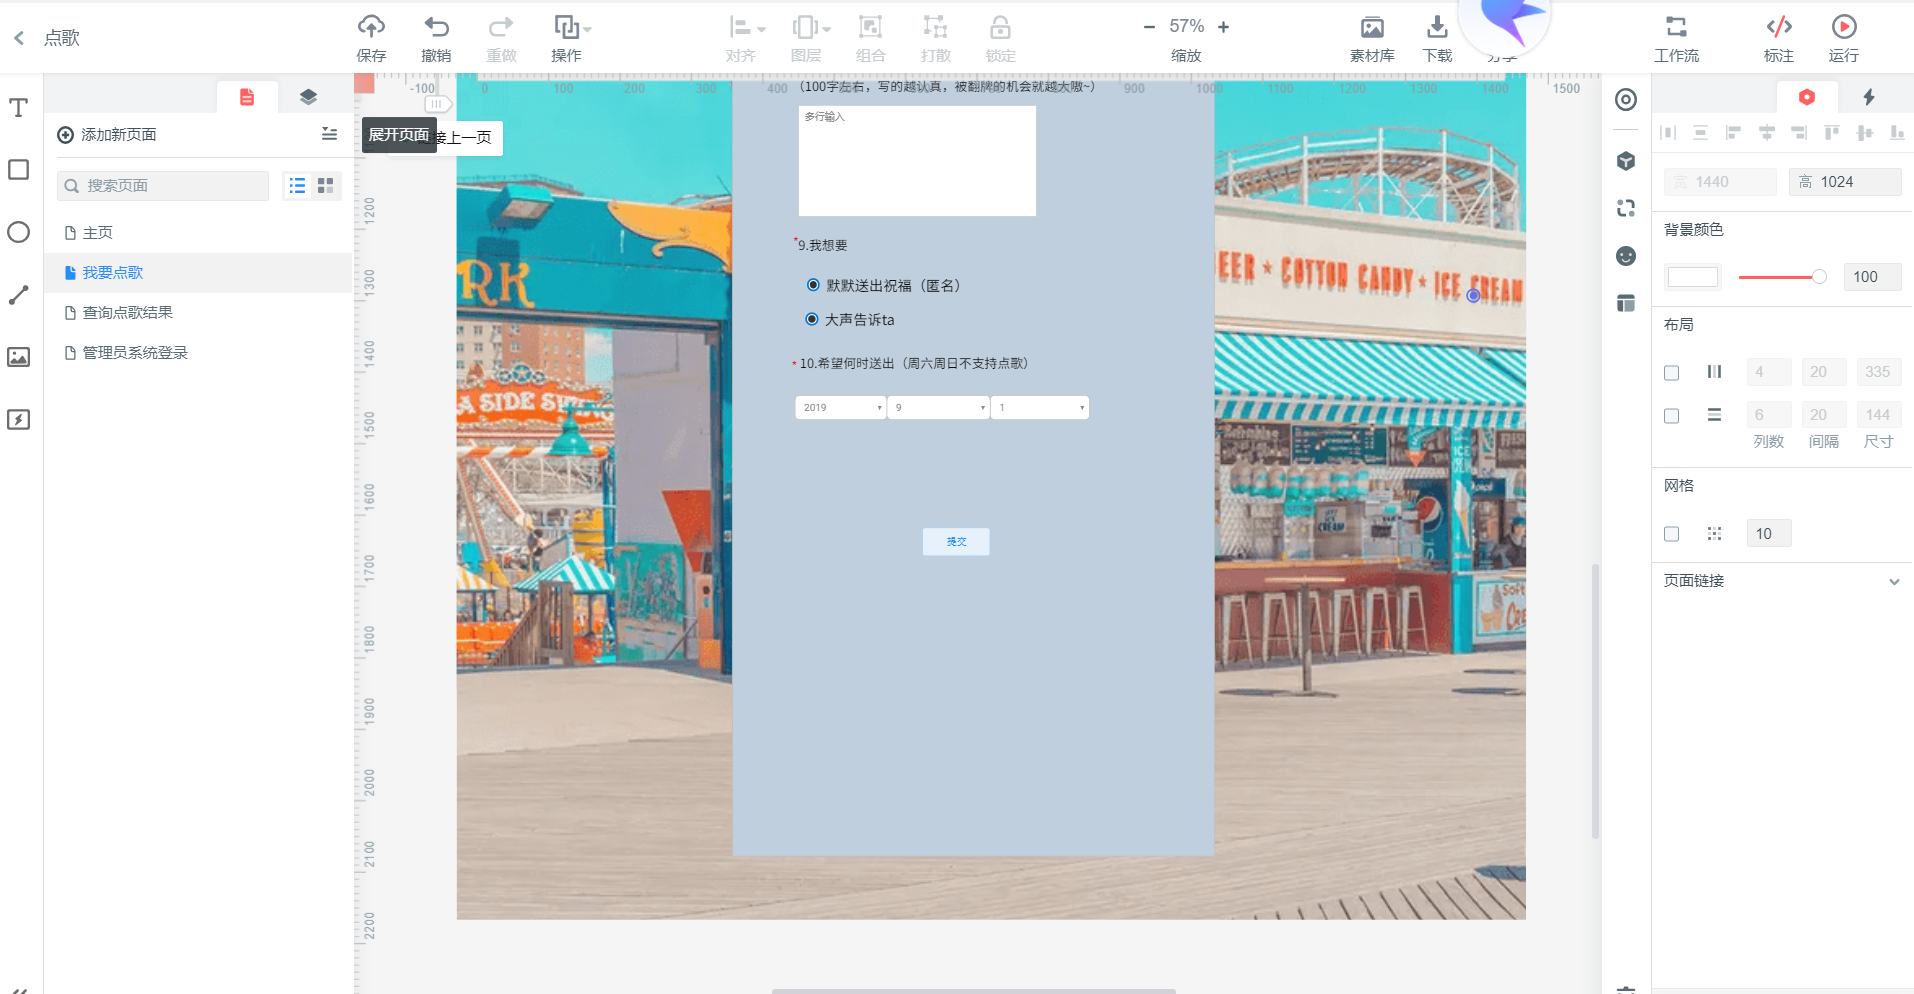 点歌
保存
撤销
重做
操作
对齐
图层
组合
打散
锁定
57%
缩放
素材库
下载
工作流
标注
运行
-100 0 100 200 300 400 900 1000 1100 1200 1300 1400 1500
添加新页面
搜索页面
主页
我要点歌
查询点歌结果
管理员系统登录
展开页面
接上一页
1200
1300
1400
1500
1600
1700
1800
1900
2000
2100
2200
(100字左右，写的越认真，被翻牌的机会就越大嗷~)
多行输入
*9.我想要
默默送出祝福（匿名）
大声告诉ta
* 10.希望何时送出（周六周日不支持点歌）
2019 9 1
提交
RK
A SIDE SH
BEER ★ COTTON CANDY ★ ICE CREAM
ICE CREAM
pepsi
Soft
宽 1440
高 1024
背景颜色
100
布局
4 20 335
6 20 144
列数 间隔 尺寸
网格
10
页面链接